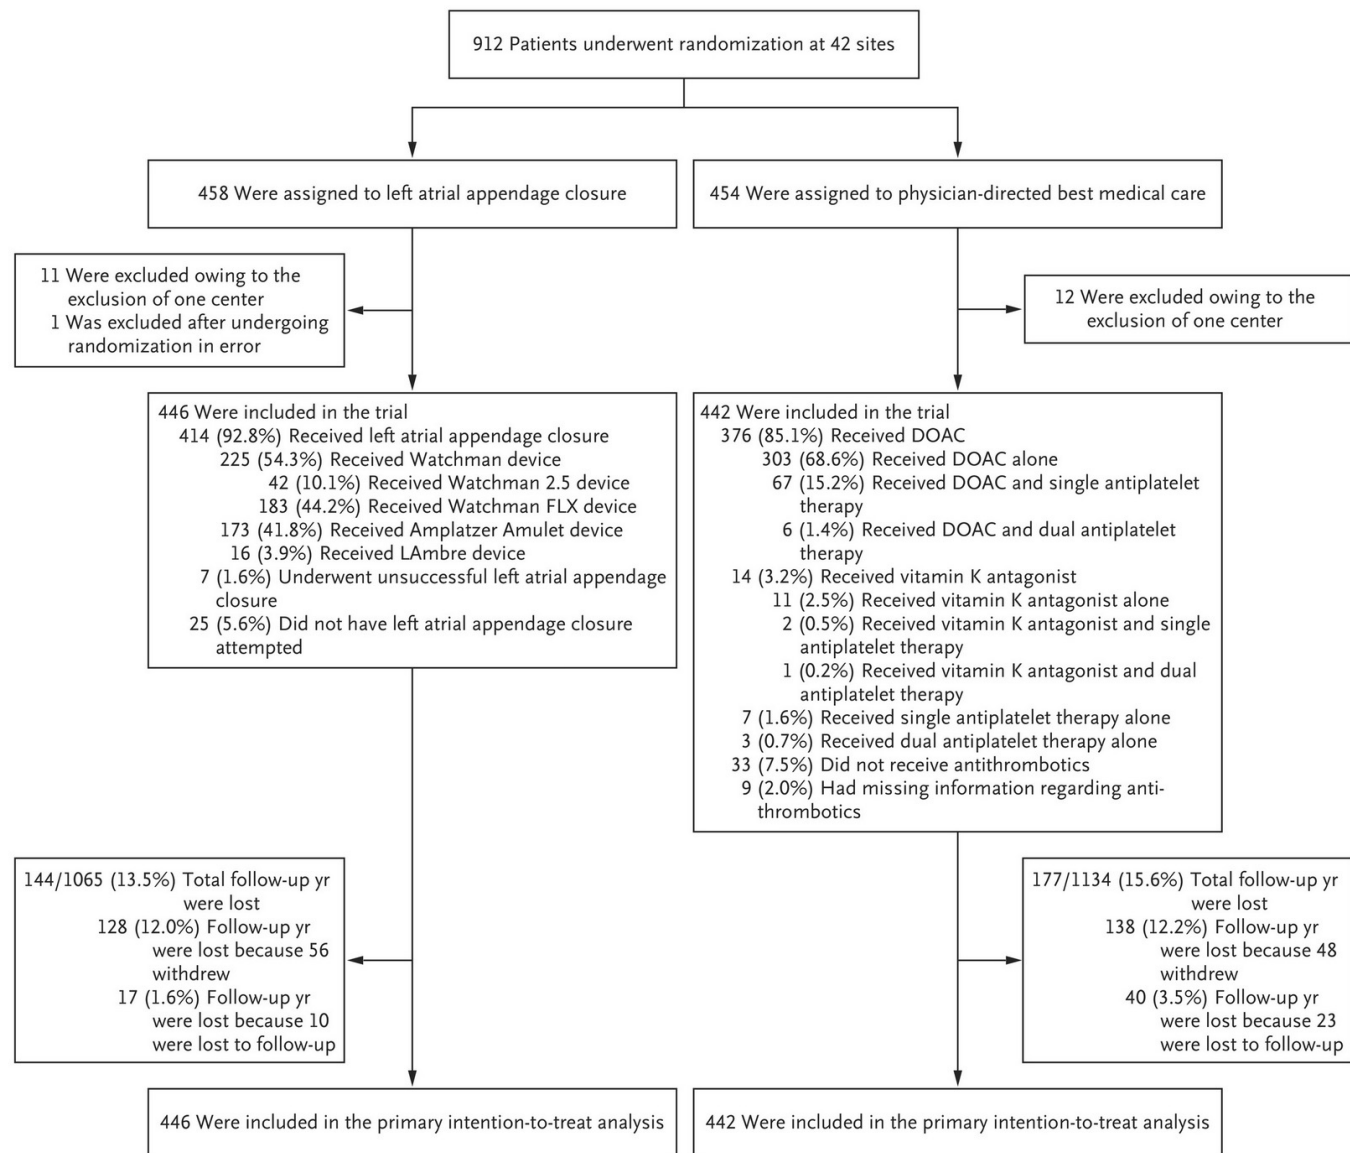 912 Patients underwent randomization at 42 sites
458 Were assigned to left atrial appendage closure
454 Were assigned to physician-directed best medical care
11 Were excluded owing to the
exclusion of one center
1 Was excluded after undergoing
randomization in error
12 Were excluded owing to the
exclusion of one center
446 Were included in the trial
414 (92.8%) Received left atrial appendage closure
225 (54.3%) Received Watchman device
42 (10.1%) Received Watchman 2.5 device
183 (44.2%) Received Watchman FLX device
173 (41.8%) Received Amplatzer Amulet device
16 (3.9%) Received LAmbre device
7 (1.6%) Underwent unsuccessful left atrial appendage
closure
25 (5.6%) Did not have left atrial appendage closure
attempted
442 Were included in the trial
376 (85.1%) Received DOAC
303 (68.6%) Received DOAC alone
67 (15.2%) Received DOAC and single antiplatelet
therapy
6 (1.4%) Received DOAC and dual antiplatelet
therapy
14 (3.2%) Received vitamin K antagonist
11 (2.5%) Received vitamin K antagonist alone
2 (0.5%) Received vitamin K antagonist and single
antiplatelet therapy
1 (0.2%) Received vitamin K antagonist and dual
antiplatelet therapy
7 (1.6%) Received single antiplatelet therapy alone
3 (0.7%) Received dual antiplatelet therapy alone
33 (7.5%) Did not receive antithrombotics
9 (2.0%) Had missing information regarding anti-
thrombotics
144/1065 (13.5%) Total follow-up yr
were lost
128 (12.0%) Follow-up yr
were lost because 56
withdrew
17 (1.6%) Follow-up yr
were lost because 10
were lost to follow-up
177/1134 (15.6%) Total follow-up yr
were lost
138 (12.2%) Follow-up yr
were lost because 48
withdrew
40 (3.5%) Follow-up yr
were lost because 23
were lost to follow-up
446 Were included in the primary intention-to-treat analysis
442 Were included in the primary intention-to-treat analysis